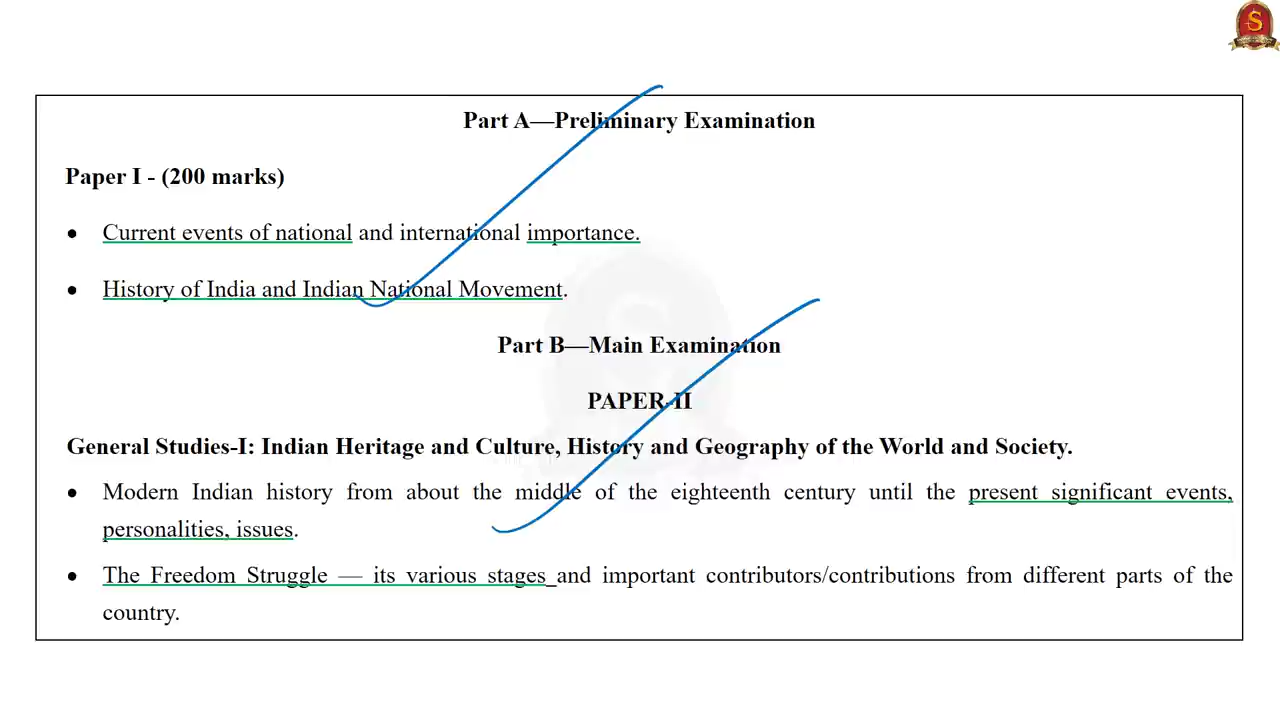 S
Part A—Preliminary Examination
Paper I - (200 marks)
● Current events of national and international importance.
● History of India and Indian National Movement.
Part B—Main Examination
PAPER-II
General Studies-I: Indian Heritage and Culture, History and Geography of the World and Society.
● Modern Indian history from about the middle of the eighteenth century until the present significant events,
personalities, issues.
● The Freedom Struggle — its various stages and important contributors/contributions from different parts of the
country.